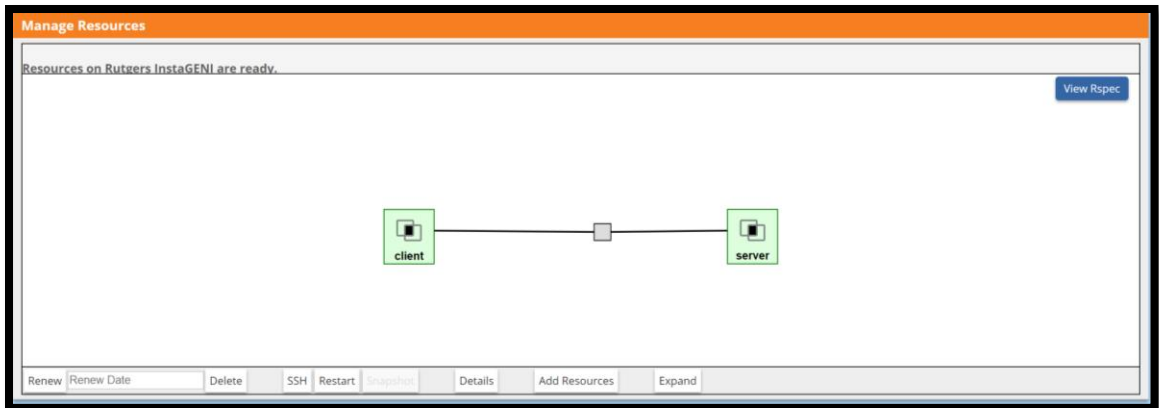 Manage Resources
Resources on Rutgers InstaGENI are ready.
View Rspec
client
server
Renew Renew Date Delete SSH Restart Snapshot Details Add Resources Expand